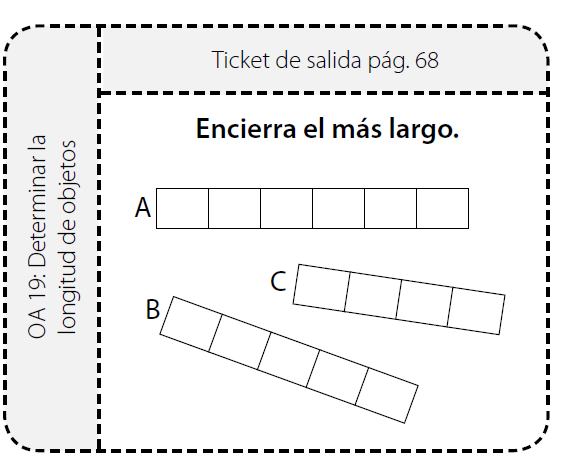 Ticket de salida pág. 68
OA 19: Determinar la
longitud de objetos
Encierra el más largo.
A
C
B